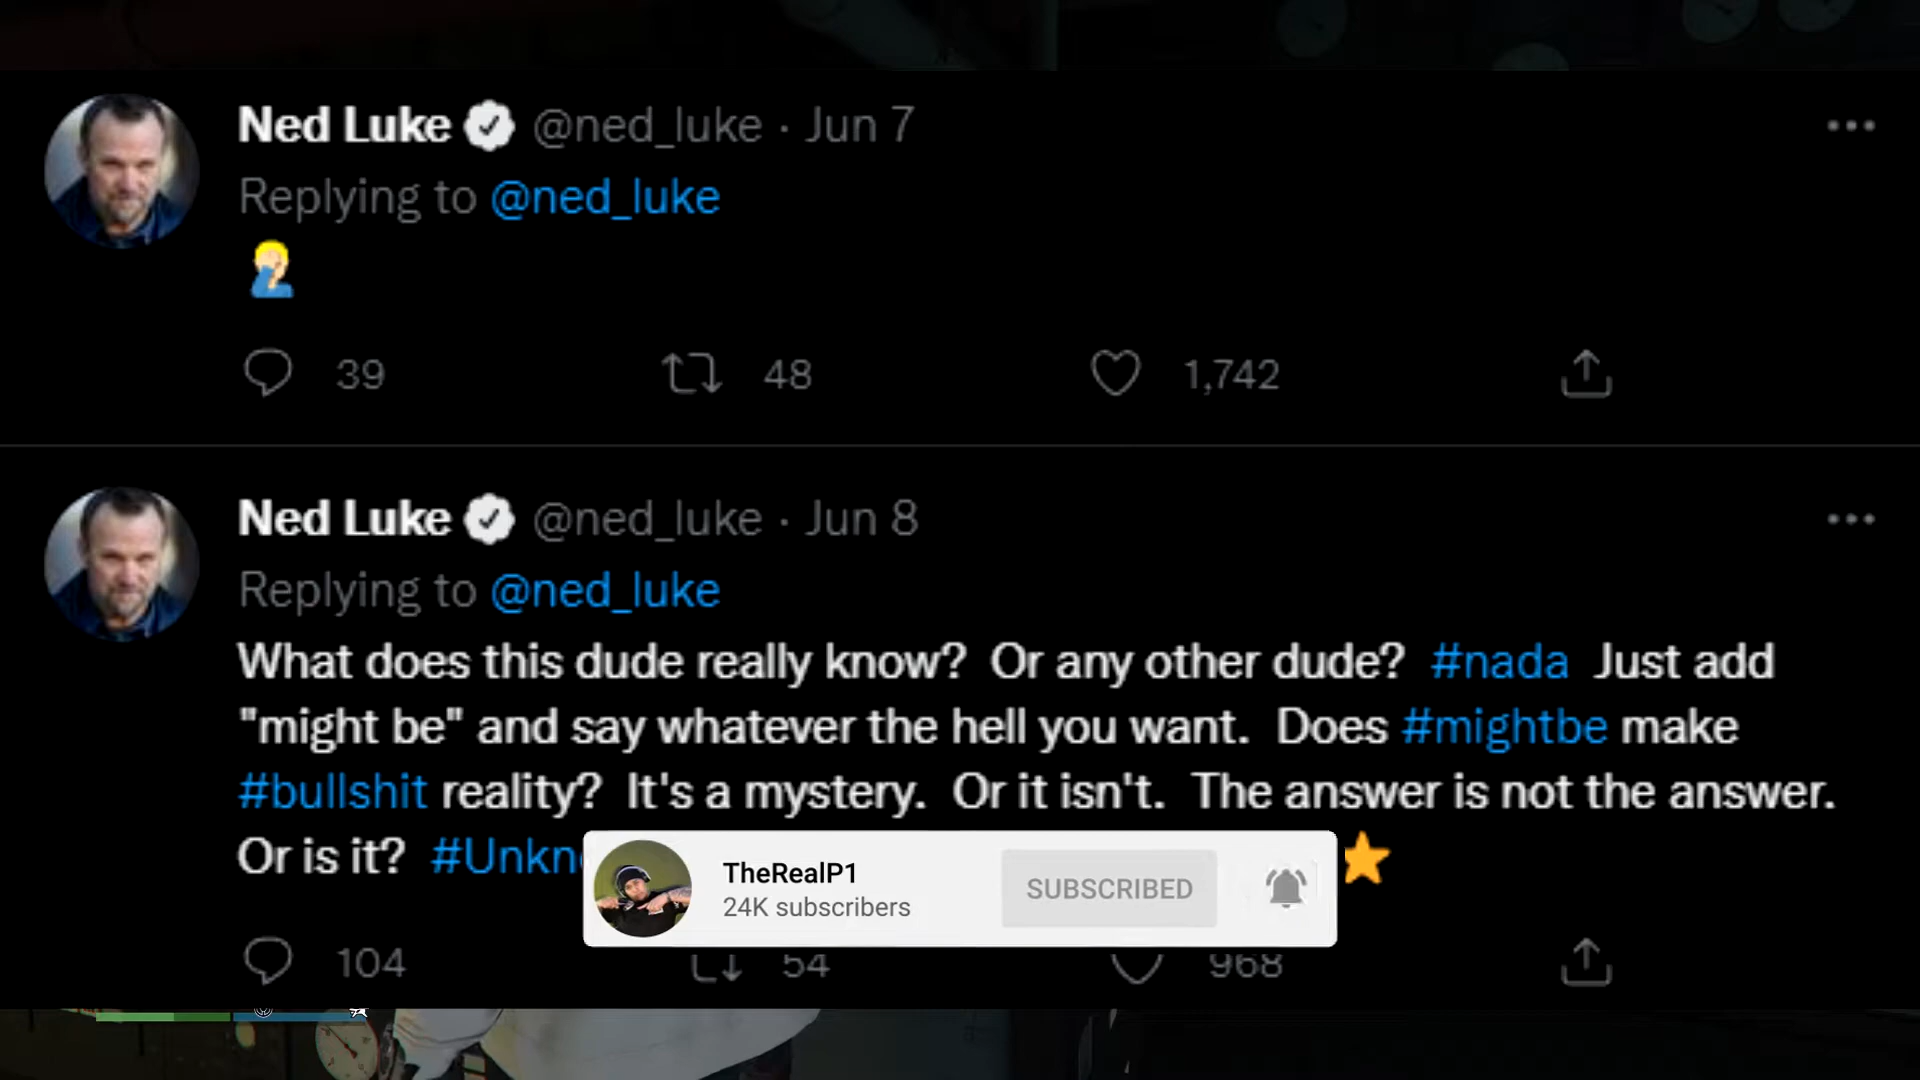 Ned Luke @ned_luke · Jun 7
Replying to @ned_luke
39 48 1,742
Ned Luke @ned_luke · Jun 8
Replying to @ned_luke
What does this dude really know? Or any other dude? #nada Just add
"might be" and say whatever the hell you want. Does #mightbe make
#bullshit reality? It's a mystery. Or it isn't. The answer is not the answer.
Or is it?
TheRealP1
24K subscribers
SUBSCRIBED
104 54 968